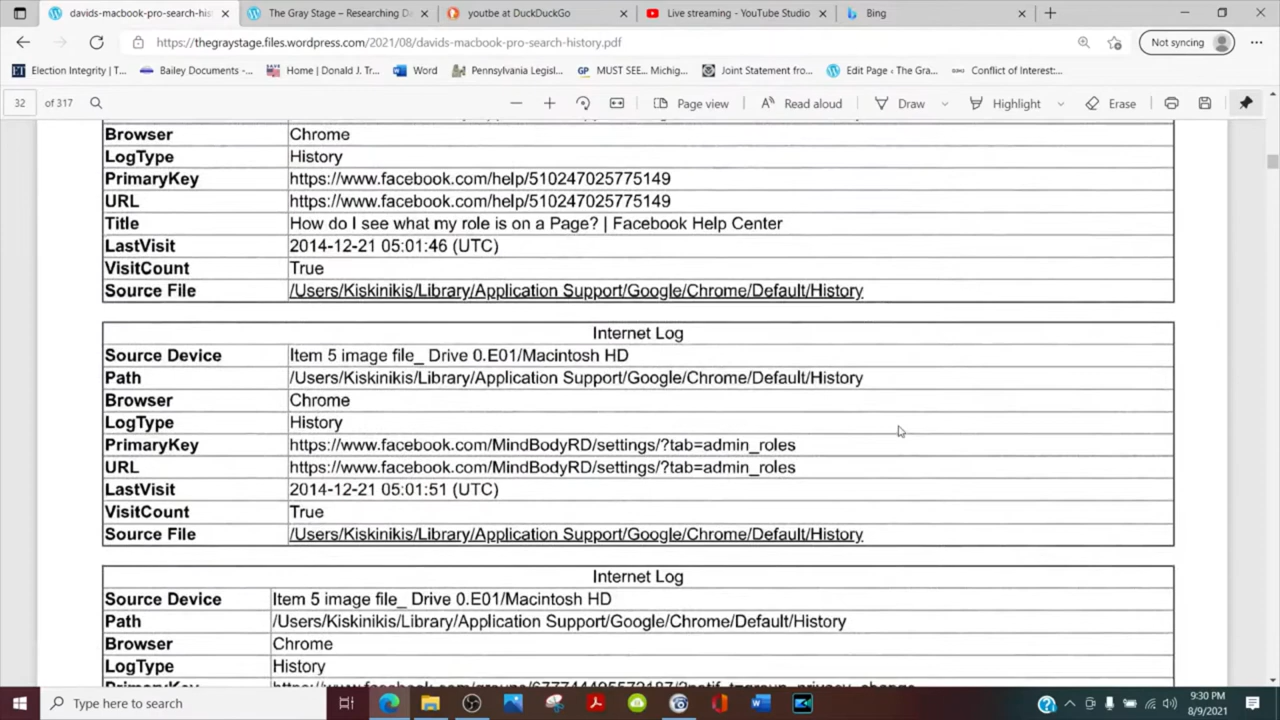 davids-macbook-pro-search-hist
The Gray Stage – Researching Da
youtbe at DuckDuckGo
Live streaming - YouTube Studio
Bing
https://thegraystage.files.wordpress.com/2021/08/davids-macbook-pro-search-history.pdf
Not syncing
Election Integrity | T...
Bailey Documents -...
Home | Donald J. Tr...
Word
Pennsylvania Legisl...
MUST SEE... Michig...
Joint Statement fro...
Edit Page ‹ The Gra...
Conflict of Interest:...
32 of 317
Page view
Read aloud
Draw
Highlight
Erase
Browser Chrome
LogType History
PrimaryKey https://www.facebook.com/help/510247025775149
URL https://www.facebook.com/help/510247025775149
Title How do I see what my role is on a Page? | Facebook Help Center
LastVisit 2014-12-21 05:01:46 (UTC)
VisitCount True
Source File /Users/Kiskinikis/Library/Application Support/Google/Chrome/Default/History
Internet Log
Source Device Item 5 image file_ Drive 0.E01/Macintosh HD
Path /Users/Kiskinikis/Library/Application Support/Google/Chrome/Default/History
Browser Chrome
LogType History
PrimaryKey https://www.facebook.com/MindBodyRD/settings/?tab=admin_roles
URL https://www.facebook.com/MindBodyRD/settings/?tab=admin_roles
LastVisit 2014-12-21 05:01:51 (UTC)
VisitCount True
Source File /Users/Kiskinikis/Library/Application Support/Google/Chrome/Default/History
Internet Log
Source Device Item 5 image file_ Drive 0.E01/Macintosh HD
Path /Users/Kiskinikis/Library/Application Support/Google/Chrome/Default/History
Browser Chrome
LogType History
PrimaryKey
Type here to search
9:30 PM
8/9/2021